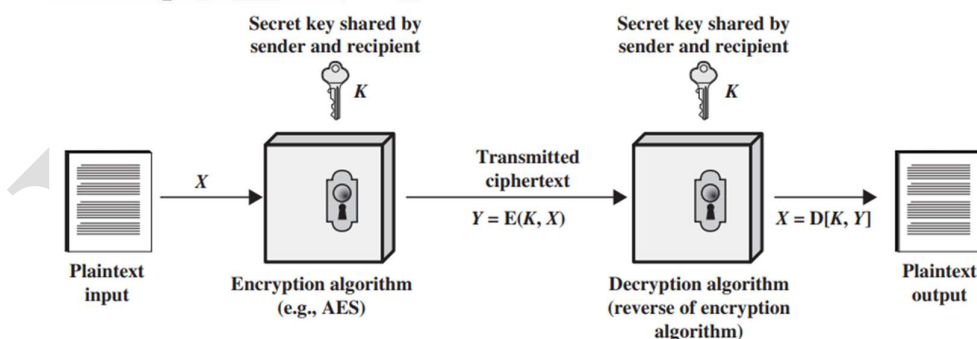 Secret key shared by
sender and recipient
K
Secret key shared by
sender and recipient
K
X
Transmitted
ciphertext
Y = E(K, X)
X = D[K, Y]
Plaintext
input
Encryption algorithm
(e.g., AES)
Decryption algorithm
(reverse of encryption
algorithm)
Plaintext
output